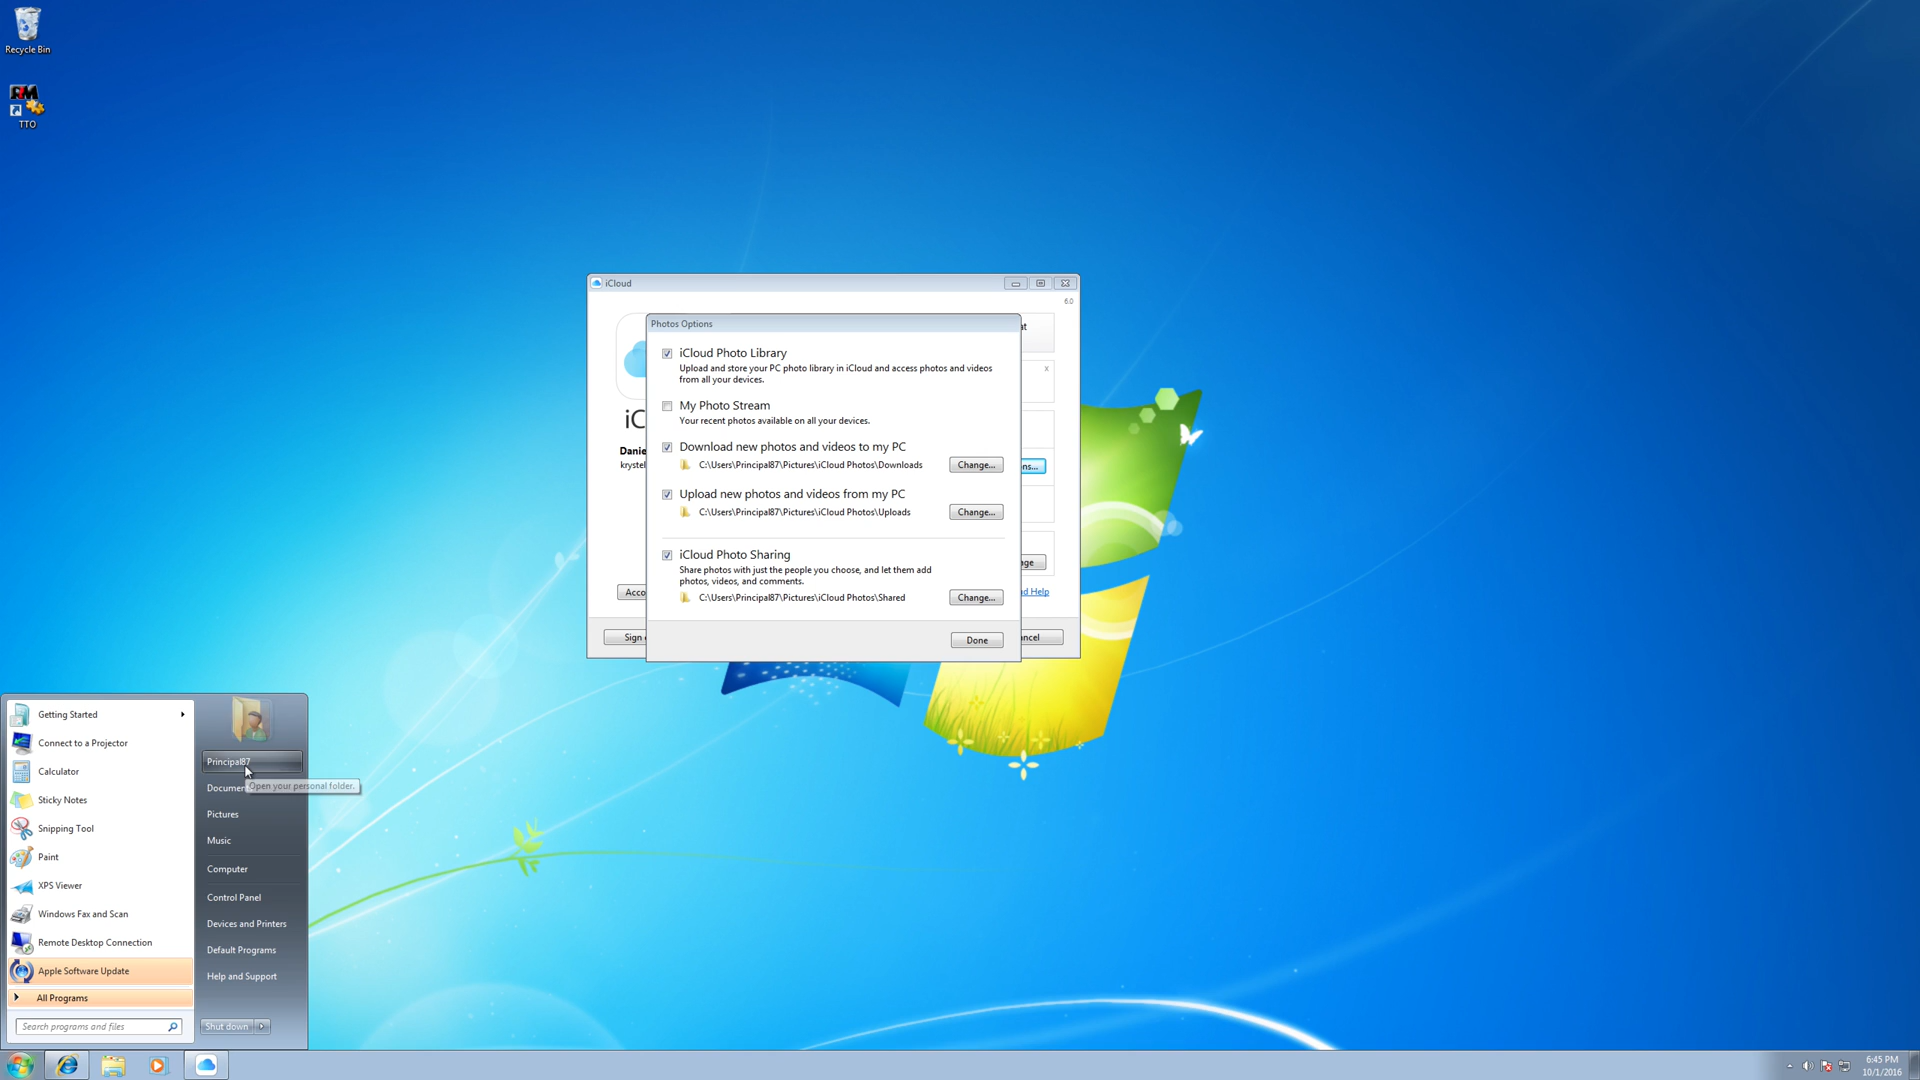 Recycle Bin
TTO
iCloud
6.0
Photos Options
iCloud Photo Library
Upload and store your PC photo library in iCloud and access photos and videos
from all your devices.
My Photo Stream
Your recent photos available on all your devices.
Download new photos and videos to my PC
C:\Users\Principal87\Pictures\iCloud Photos\Downloads
Change...
Upload new photos and videos from my PC
C:\Users\Principal87\Pictures\iCloud Photos\Uploads
Change...
iCloud Photo Sharing
Share photos with just the people you choose, and let them add
photos, videos, and comments.
C:\Users\Principal87\Pictures\iCloud Photos\Shared
Change...
Done
iC
Danie
krystel
Acco
Sign
at
x
ns...
ge
d Help
ncel
Getting Started
Connect to a Projector
Calculator
Sticky Notes
Snipping Tool
Paint
XPS Viewer
Windows Fax and Scan
Remote Desktop Connection
Apple Software Update
All Programs
Search programs and files
Principal87
Open your personal folder.
Documen
Pictures
Music
Computer
Control Panel
Devices and Printers
Default Programs
Help and Support
Shut down
6:45 PM
10/1/2016